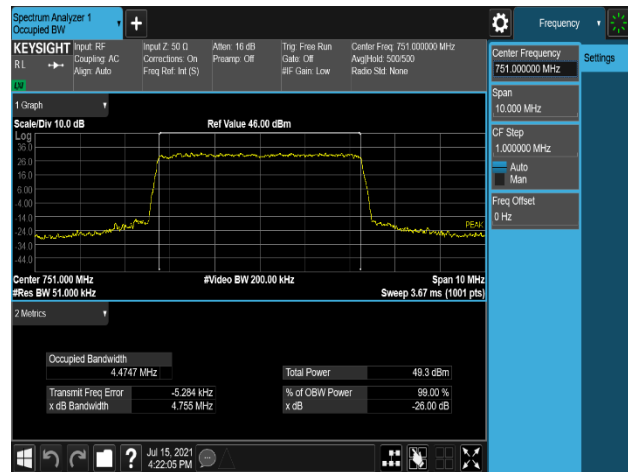 Spectrum Analyzer 1
Occupied BW
+
Frequency
KEYSIGHT
RL
Input: RF
Coupling: AC
Align: Auto
Input Z: 50 Ω
Corrections: On
Freq Ref: Int (S)
Atten: 16 dB
Preamp: Off
Trig: Free Run
Gate: Off
#IF Gain: Low
Center Freq: 751.000000 MHz
Avg|Hold: 500/500
Radio Std: None
Center Frequency
751.000000 MHz
Settings
Span
10.000 MHz
CF Step
1.000000 MHz
Auto
Man
Freq Offset
0 Hz
1 Graph
Scale/Div 10.0 dB
Ref Value 46.00 dBm
Log
36.0
26.0
16.0
6.00
-4.00
-14.0
-24.0
-34.0
-44.0
PEAK
Center 751.000 MHz
#Video BW 200.00 kHz
Span 10 MHz
#Res BW 51.000 kHz
Sweep 3.67 ms (1001 pts)
2 Metrics
Occupied Bandwidth
4.4747 MHz
Total Power
49.3 dBm
Transmit Freq Error
-5.284 kHz
% of OBW Power
99.00 %
x dB Bandwidth
4.755 MHz
x dB
-26.00 dB
?
Jul 15, 2021
4:22:05 PM